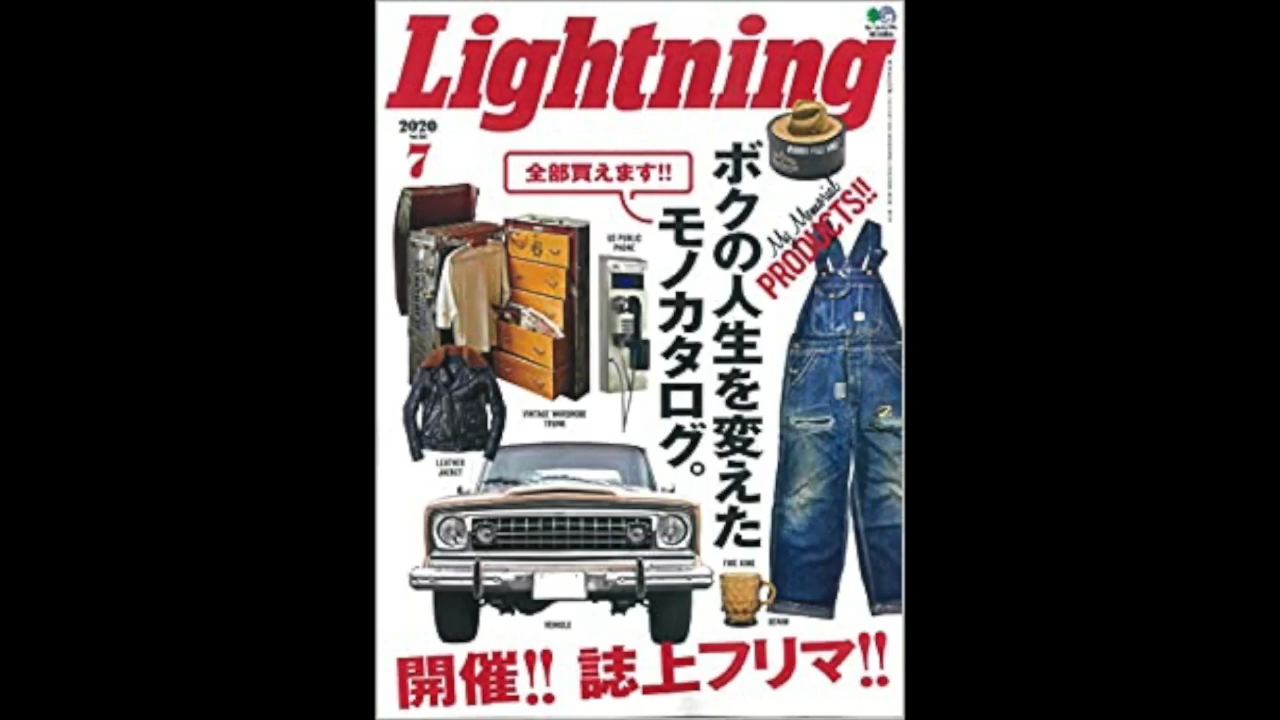 Lightning
2020
7
全部買えます!!
ボクの人生を変えた
モノカタログ。
My Memorial
PRODUCTS!!
US PUBLIC
PHONE
VINTAGE WARDROBE
TRUNK
LEATHER
JACKET
FIRE KING
VEHICLE
DENIM
開催!! 誌上フリマ!!